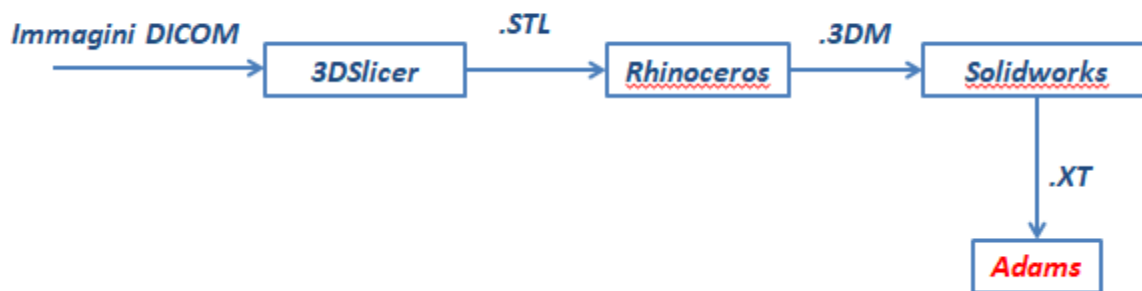 Immagini DICOM
3DSlicer
.STL
Rhinoceros
.3DM
Solidworks
.XT
Adams